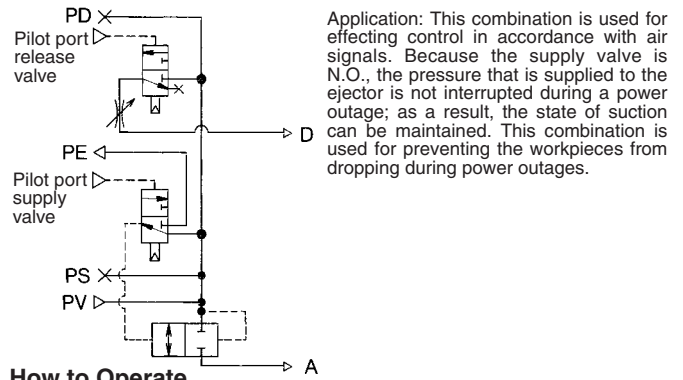 PD
Pilot port
release
valve
D
PE
Pilot port
supply
valve
PS
PV
A
Application: This combination is used for
effecting control in accordance with air
signals. Because the supply valve is
N.O., the pressure that is supplied to the
ejector is not interrupted during a power
outage; as a result, the state of suction
can be maintained. This combination is
used for preventing the workpieces from
dropping during power outages.
How to Operate